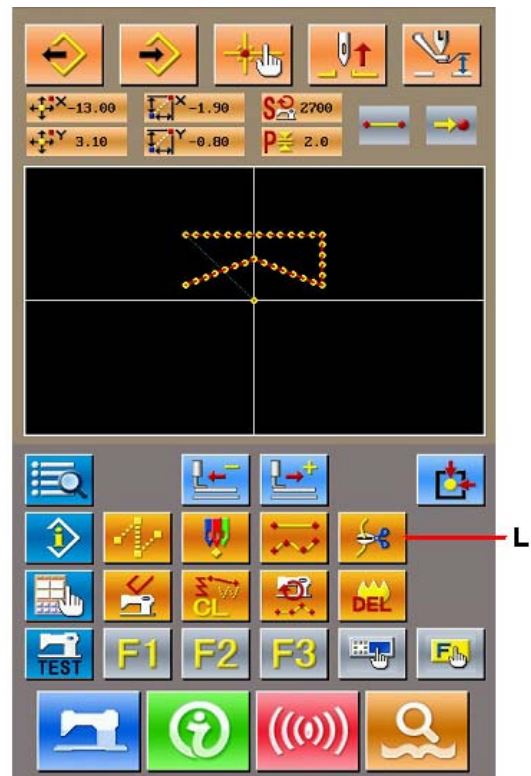 X -13.00 X -1.90 S 2700
Y 3.10 Y -0.80 P 2.0
L
CL DEL
TEST F1 F2 F3 F